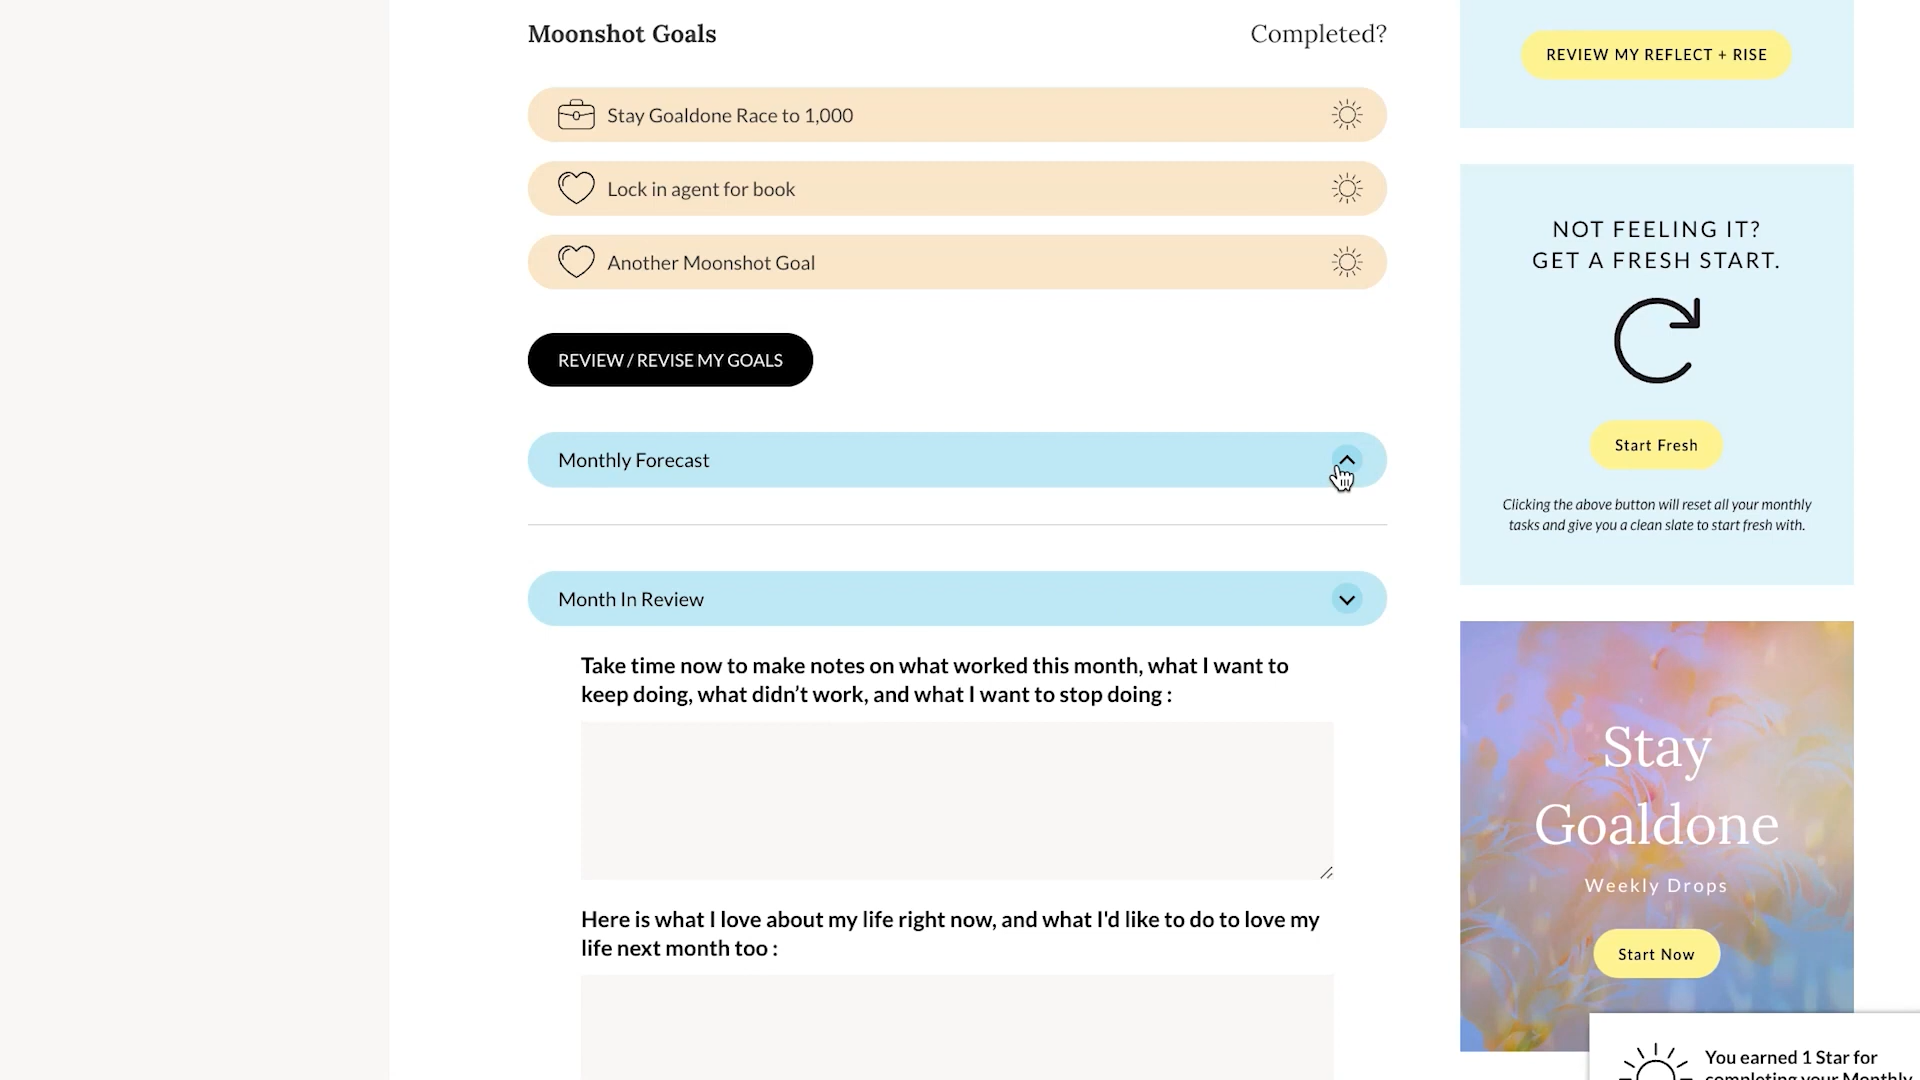 Moonshot Goals
Completed?
Stay Goaldone Race to 1,000
Lock in agent for book
Another Moonshot Goal
REVIEW / REVISE MY GOALS
Monthly Forecast
Month In Review
Take time now to make notes on what worked this month, what I want to
keep doing, what didn’t work, and what I want to stop doing :
Here is what I love about my life right now, and what I'd like to do to love my
life next month too :
REVIEW MY REFLECT + RISE
NOT FEELING IT?
GET A FRESH START.
Start Fresh
Clicking the above button will reset all your monthly
tasks and give you a clean slate to start fresh with.
Stay
Goaldone
Weekly Drops
Start Now
You earned 1 Star for
completing your Monthly